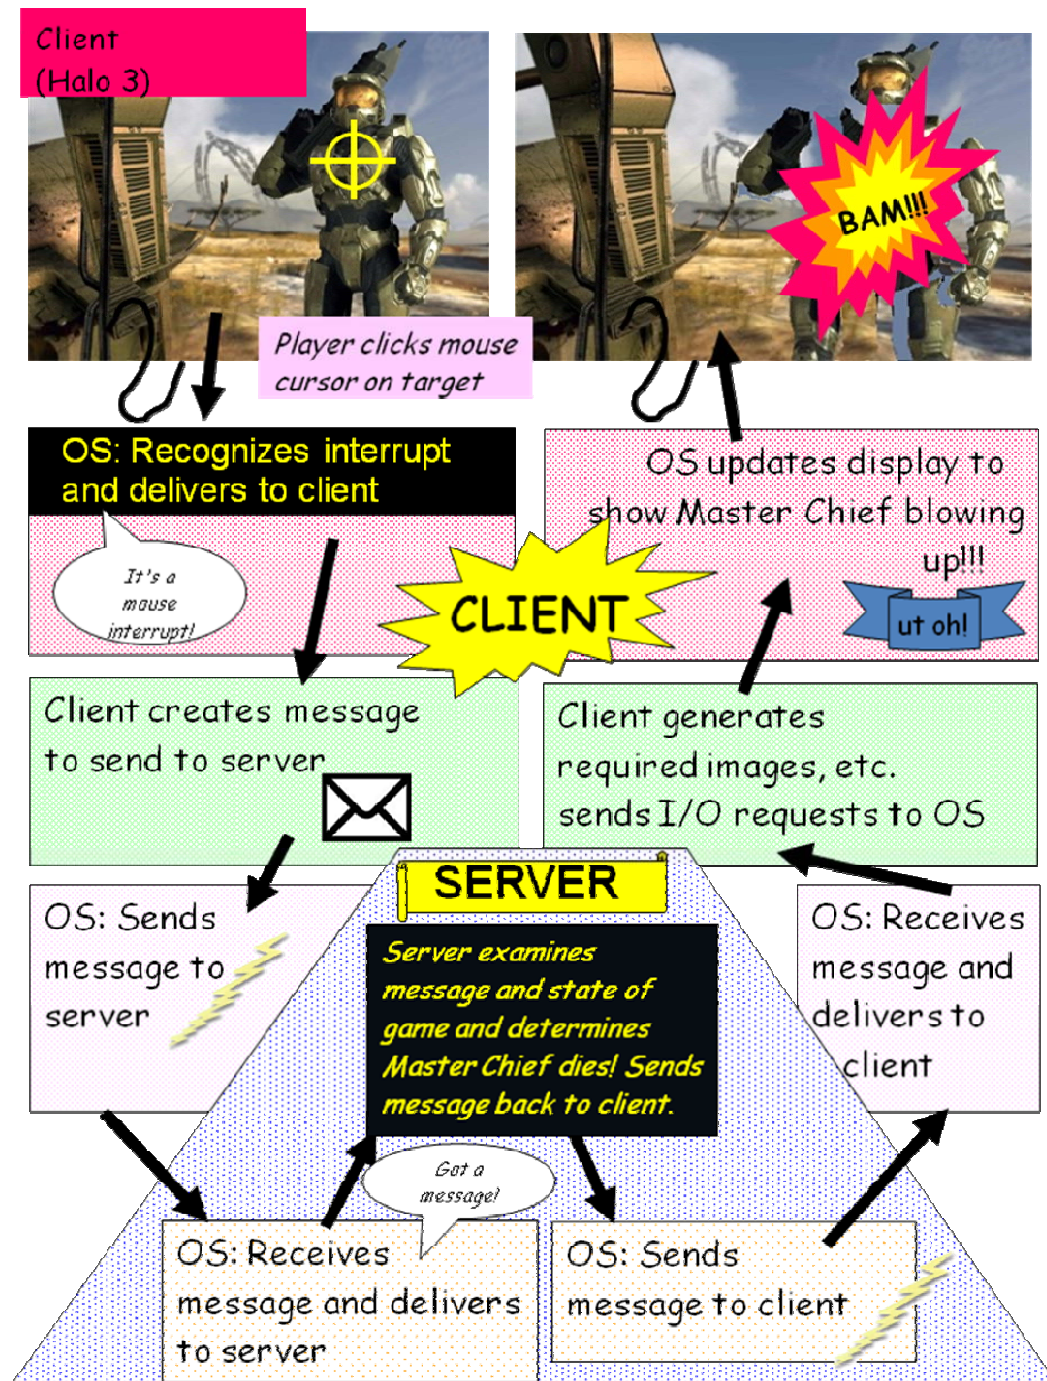 Client
(Halo 3)
BAM!!!
Player clicks mouse
cursor on target
OS: Recognizes interrupt
and delivers to client
It's a
mouse
interrupt!
OS updates display to
show Master Chief blowing
up!!!
ut oh!
CLIENT
Client creates message
to send to server
Client generates
required images, etc.
sends I/O requests to OS
SERVER
OS: Sends
message to
server
Server examines
message and state of
game and determines
Master Chief dies! Sends
message back to client.
OS: Receives
message and
delivers to
client
Got a
message!
OS: Receives
message and delivers
to server
OS: Sends
message to client